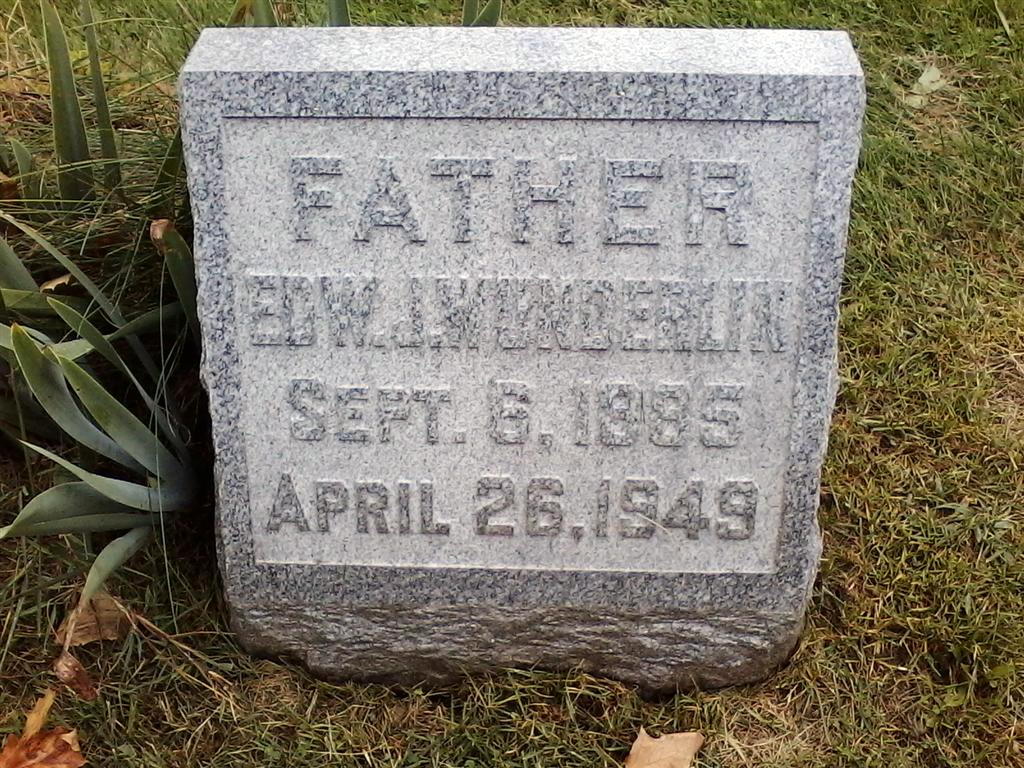 FATHER
EDW. J. WUNDERLIN
SEPT. 6, 1885
APRIL 26, 1949